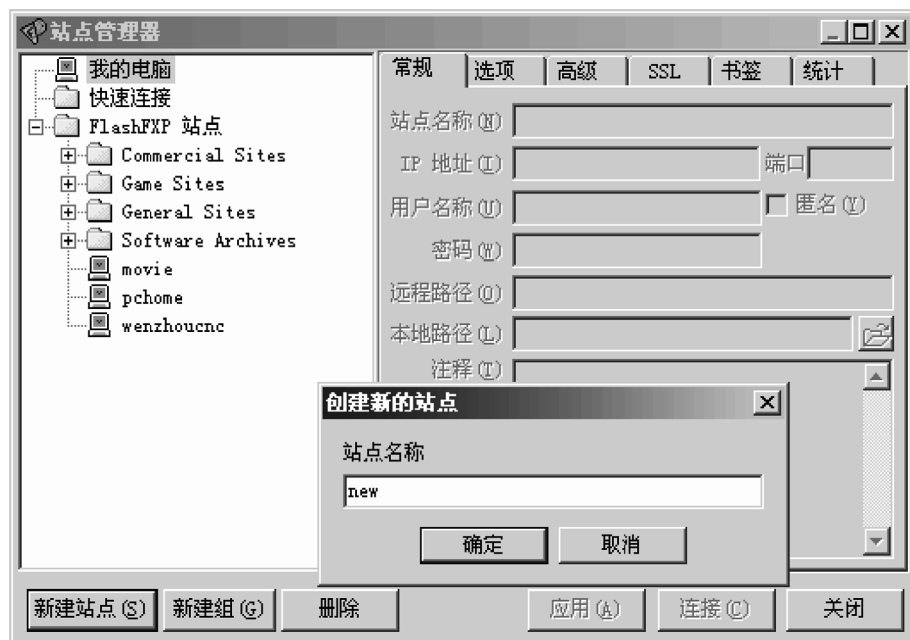 站点管理器
我的电脑
快速连接
FlashFXP 站点
Commercial Sites
Game Sites
General Sites
Software Archives
movie
pchome
wenzhoucnc
常规 选项 高级 SSL 书签 统计
站点名称(N)
IP 地址(I) 端口
用户名称(U) 匿名(Y)
密码(W)
远程路径(O)
本地路径(L)
注释(T)
创建新的站点
站点名称
new
确定 取消
新建站点(S) 新建组(G) 删除 应用(A) 连接(C) 关闭